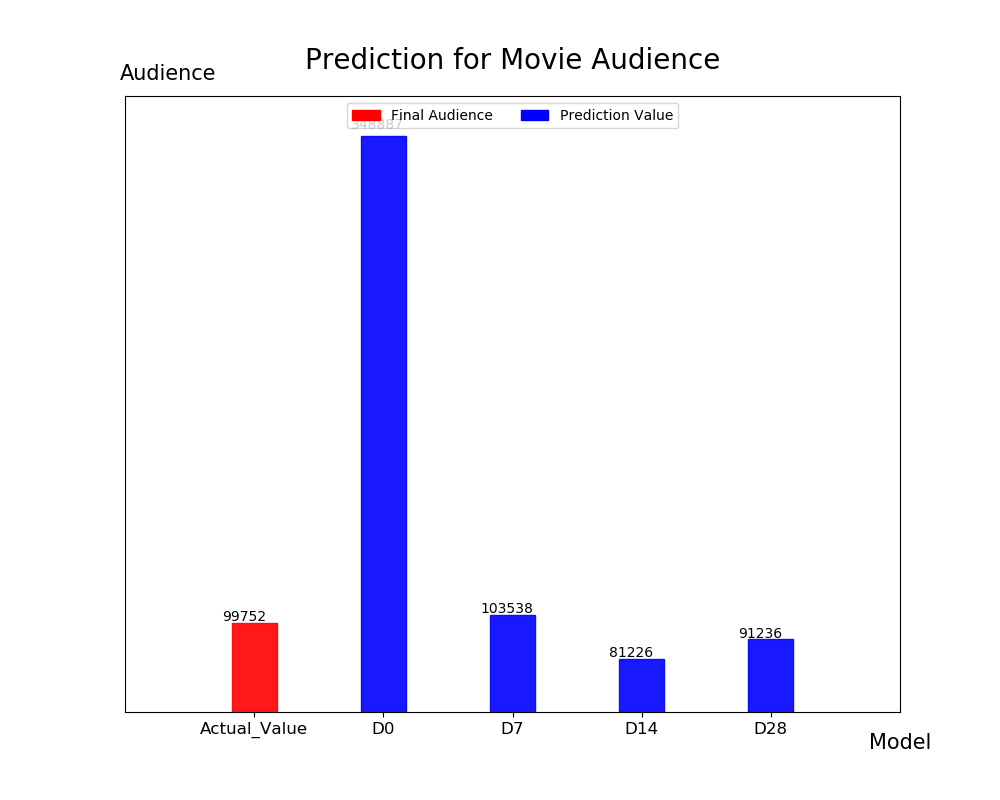 Prediction for Movie Audience
Audience
Final Audience Prediction Value
348887
99752
103538
81226
91236
Actual_Value D0 D7 D14 D28
Model